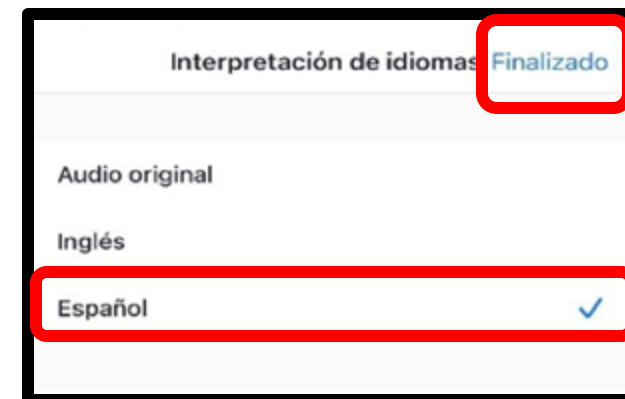 Interpretación de idiomas Finalizado
Audio original
Inglés
Español